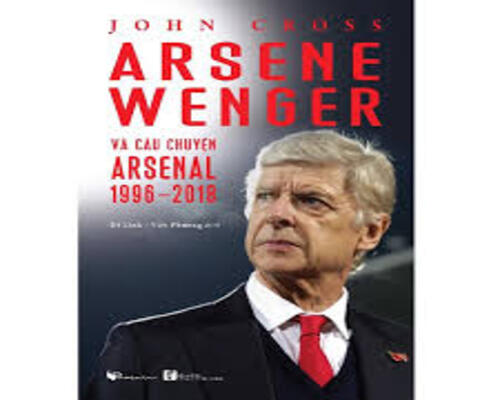 JOHN CROSS
ARSENE
WENGER
VÀ CÂU CHUYỆN
ARSENAL
1996-2018